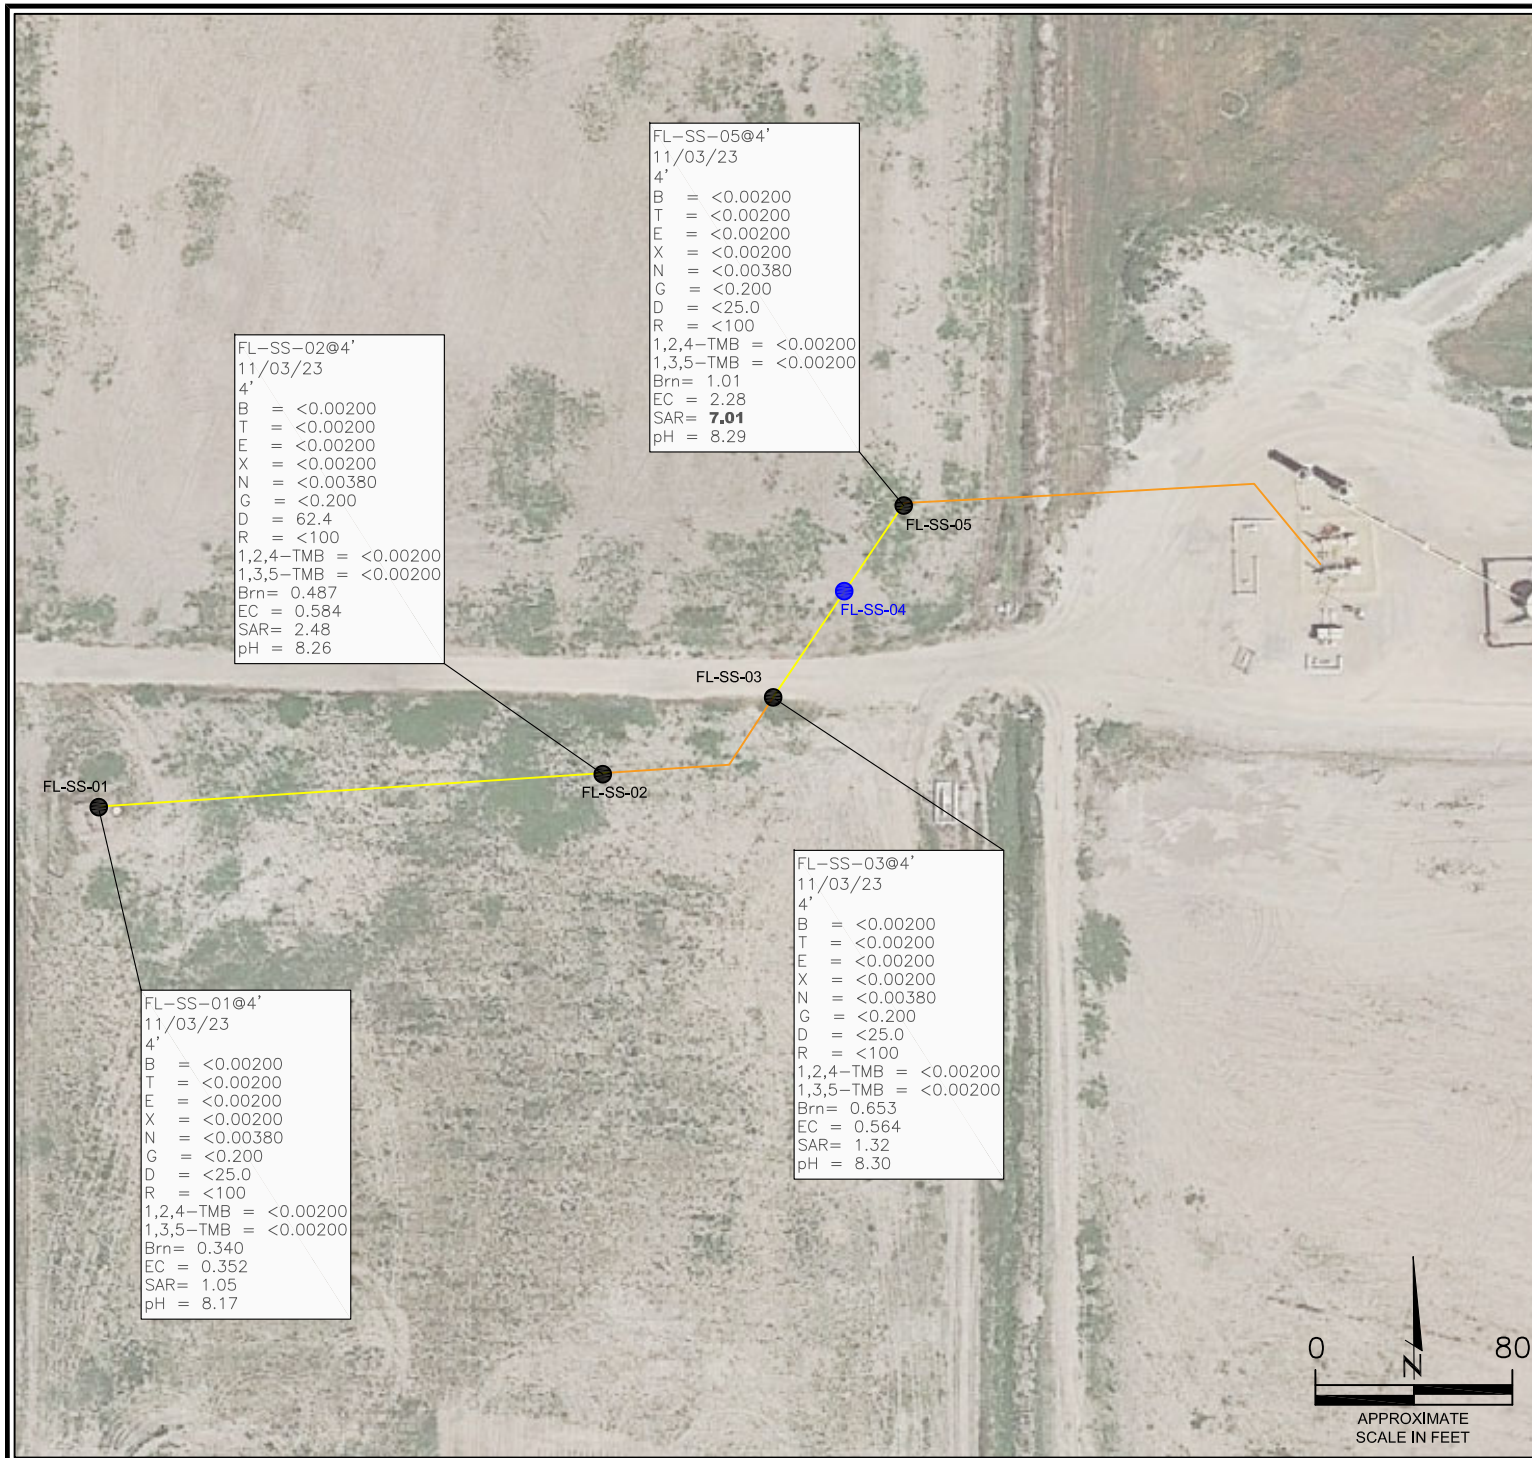 FL-SS-05@4'
11/03/23
4'
B = <0.00200
T = <0.00200
E = <0.00200
X = <0.00200
N = <0.00380
G = <0.200
D = <25.0
R = <100
1,2,4-TMB = <0.00200
1,3,5-TMB = <0.00200
Brn= 1.01
EC = 2.28
SAR= 7.01
pH = 8.29
FL-SS-02@4'
11/03/23
4'
B = <0.00200
T = <0.00200
E = <0.00200
X = <0.00200
N = <0.00380
G = <0.200
D = 62.4
R = <100
1,2,4-TMB = <0.00200
1,3,5-TMB = <0.00200
Brn= 0.487
EC = 0.584
SAR= 2.48
pH = 8.26
FL-SS-05
FL-SS-04
FL-SS-03
FL-SS-02
FL-SS-01
FL-SS-03@4'
11/03/23
4'
B = <0.00200
T = <0.00200
E = <0.00200
X = <0.00200
N = <0.00380
G = <0.200
D = <25.0
R = <100
1,2,4-TMB = <0.00200
1,3,5-TMB = <0.00200
Brn= 0.653
EC = 0.564
SAR= 1.32
pH = 8.30
FL-SS-01@4'
11/03/23
4'
B = <0.00200
T = <0.00200
E = <0.00200
X = <0.00200
N = <0.00380
G = <0.200
D = <25.0
R = <100
1,2,4-TMB = <0.00200
1,3,5-TMB = <0.00200
Brn= 0.340
EC = 0.352
SAR= 1.05
pH = 8.17
N
0 80
APPROXIMATE
SCALE IN FEET